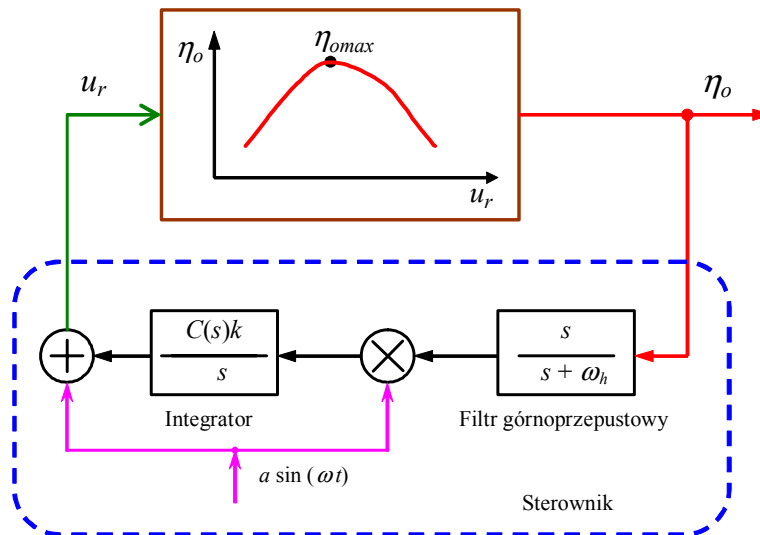 η_omax
η_o
u_r
η_o
u_r
C(s)k
s
s
s + ω_h
Integrator
Filtr górnoprzepustowy
a sin (ωt)
Sterownik